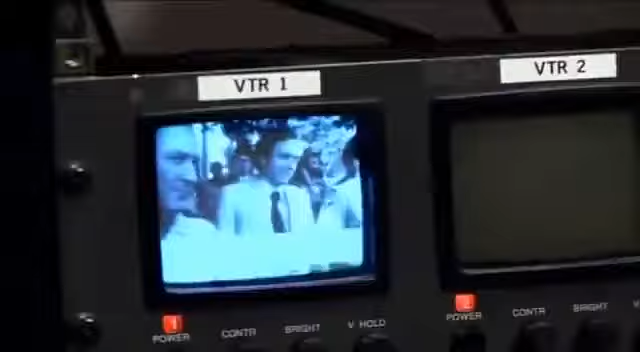 VTR 1
VTR 2
POWER CONTR BRIGHT V HOLD
POWER CONTR BRIGHT